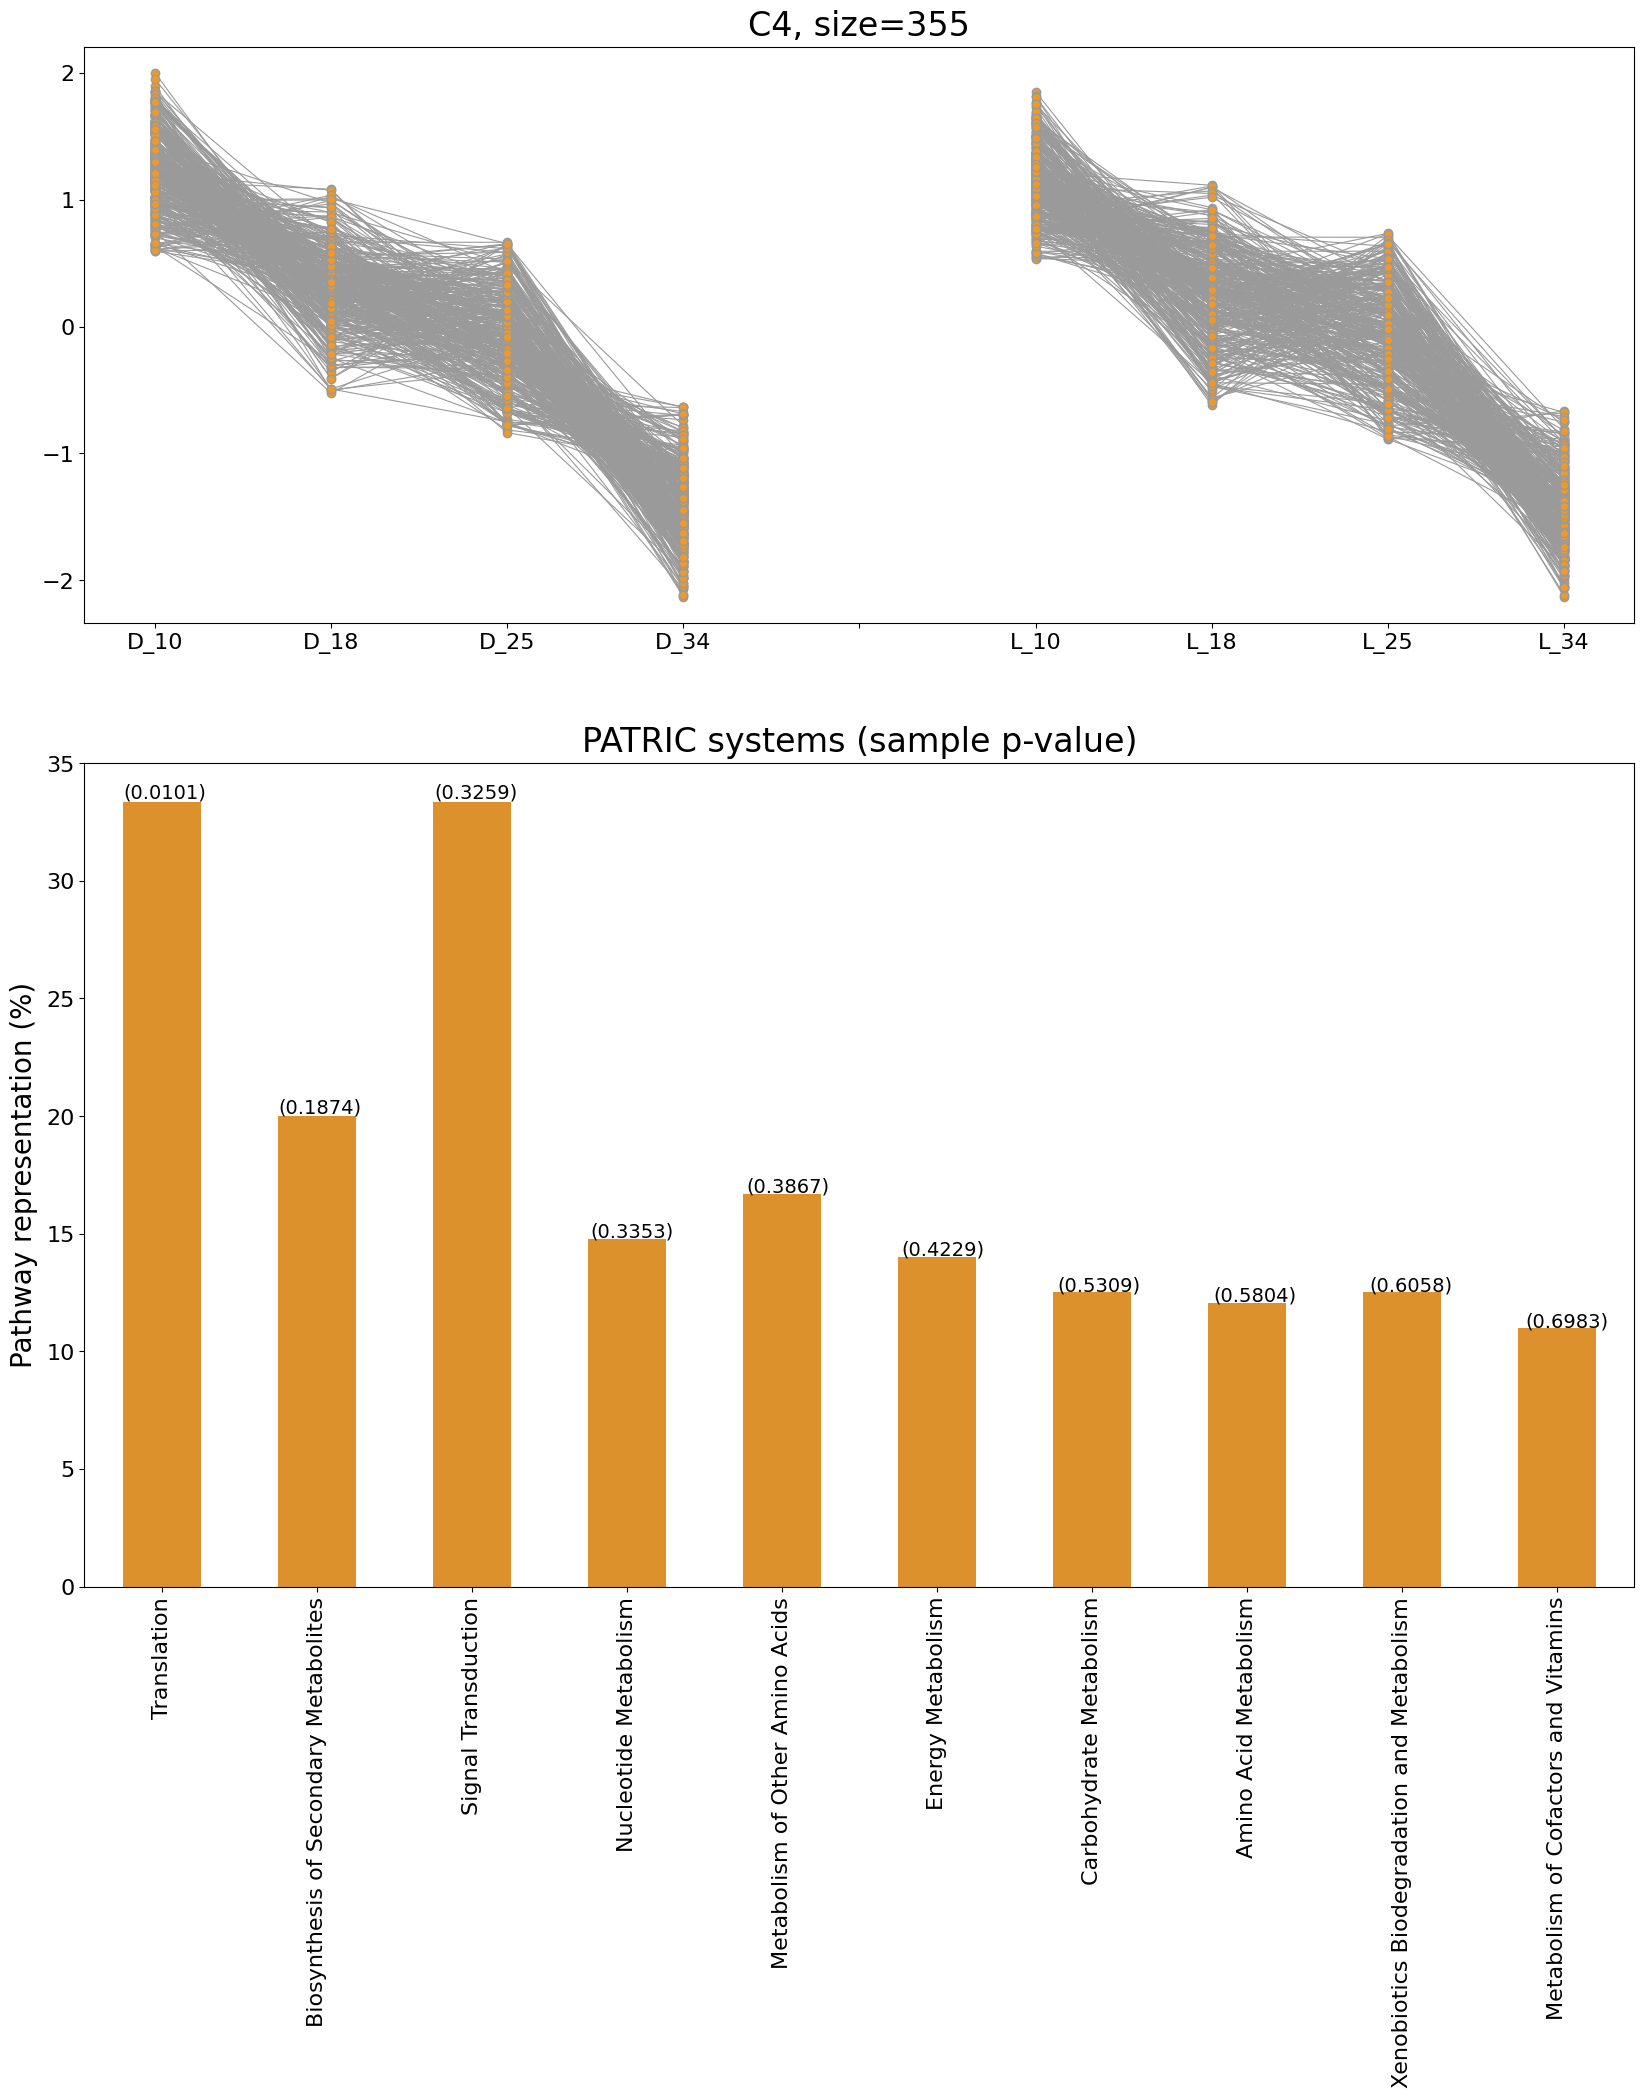 C4, size=355
2
1
0
−1
−2
D_10 D_18 D_25 D_34 L_10 L_18 L_25 L_34
PATRIC systems (sample p-value)
Pathway representation (%)
35
30
25
20
15
10
5
0
(0.0101)
(0.1874)
(0.3259)
(0.3353)
(0.3867)
(0.4229)
(0.5309)
(0.5804)
(0.6058)
(0.6983)
Translation
Biosynthesis of Secondary Metabolites
Signal Transduction
Nucleotide Metabolism
Metabolism of Other Amino Acids
Energy Metabolism
Carbohydrate Metabolism
Amino Acid Metabolism
Xenobiotics Biodegradation and Metabolism
Metabolism of Cofactors and Vitamins